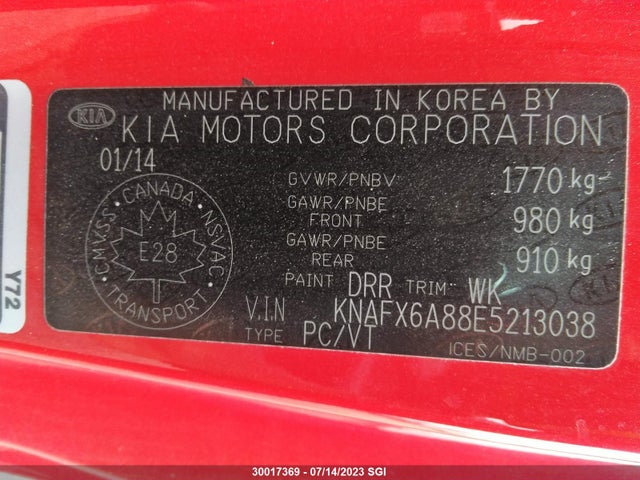 MANUFACTURED IN KOREA BY
KIA KIA MOTORS CORPORATION
01/14
GVWR/PNBV 1770 kg
GAWR/PNBE
FRONT 980 kg
GAWR/PNBE
REAR 910 kg
CANADA
CMVSS NSVAC
E28
TRANSPORT
PAINT DRR TRIM WK
V.I.N KNAFX6A88E5213038
TYPE PC/VT
ICES/NMB-002
Y72
30017369 - 07/14/2023 SGI